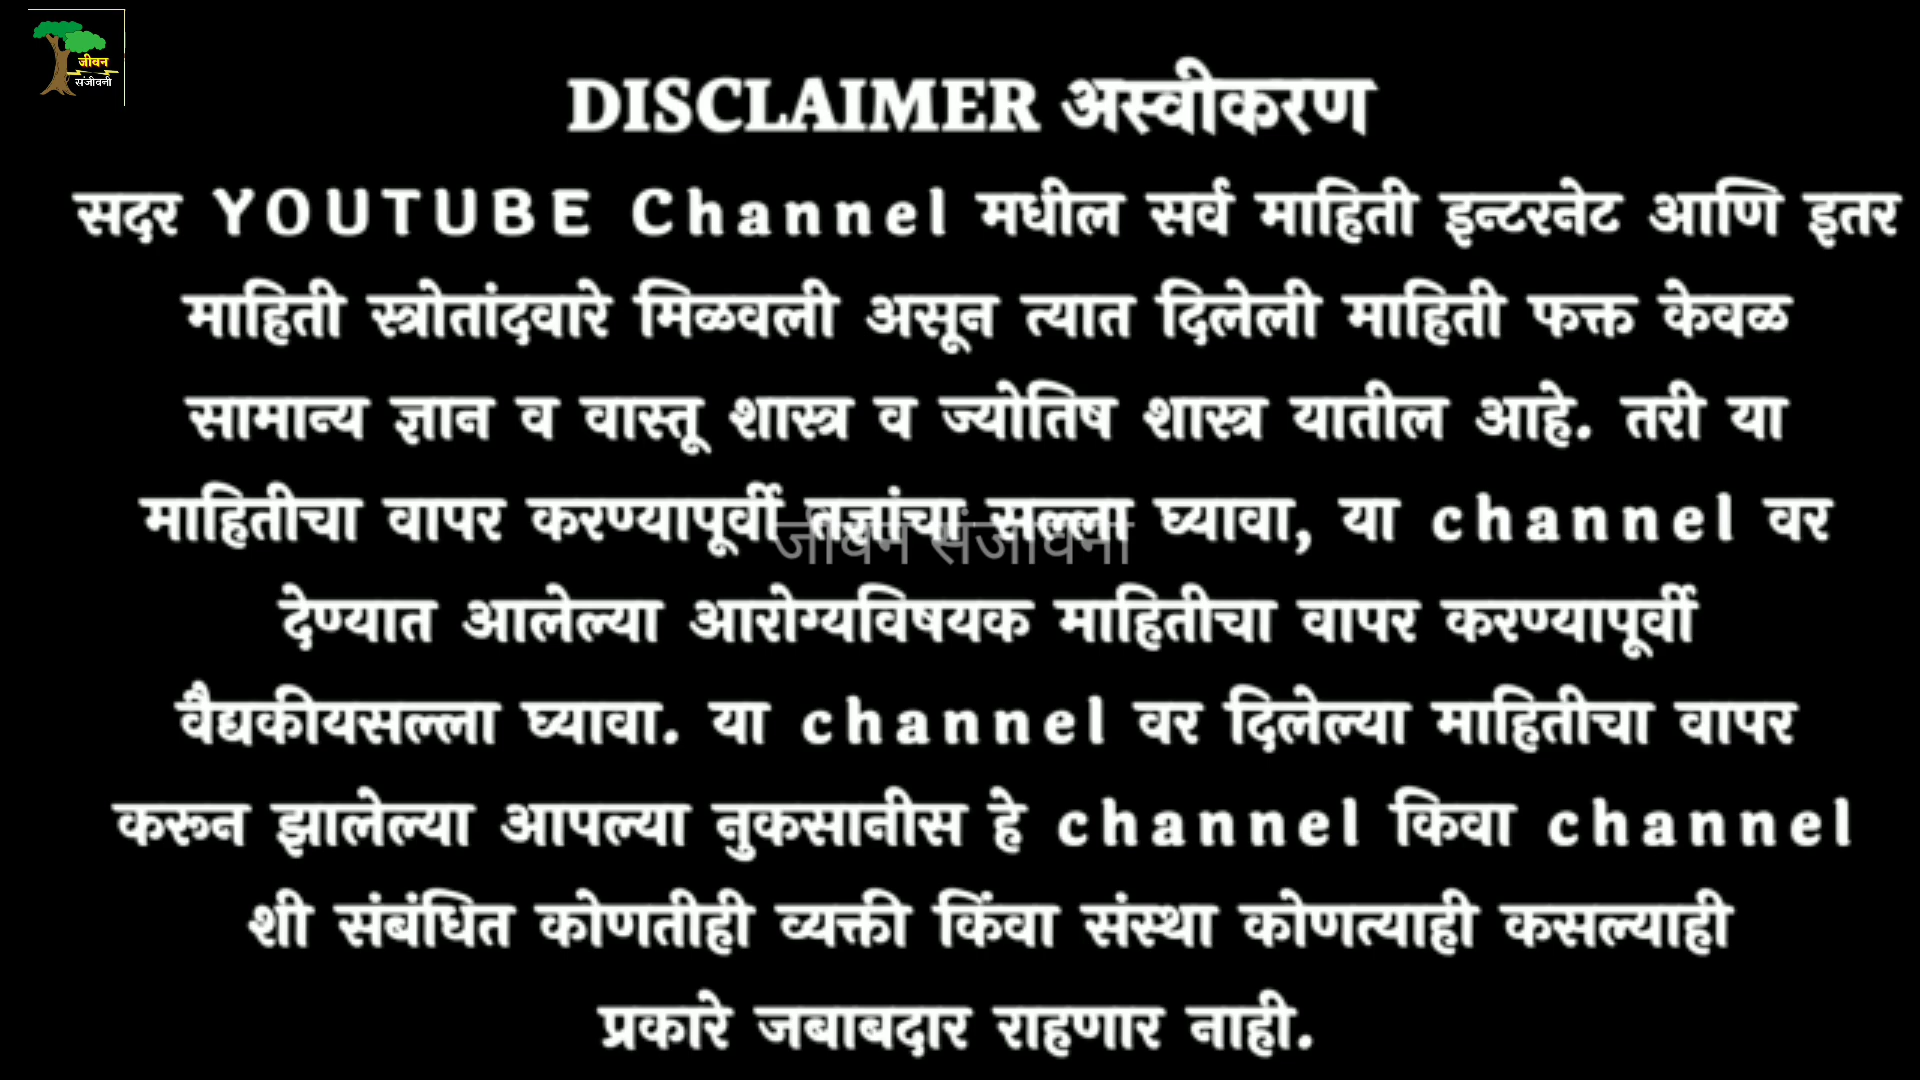 जीवन
संजीवनी
DISCLAIMER अस्वीकरण
सदर YOUTUBE Channel मधील सर्व माहिती इन्टरनेट आणि इतर
माहिती स्त्रोतांदवारे मिळवली असून त्यात दिलेली माहिती फक्त केवळ
सामान्य ज्ञान व वास्तू शास्त्र व ज्योतिष शास्त्र यातील आहे. तरी या
माहितीचा वापर करण्यापूर्वी तज्ञांचा सल्ला घ्यावा, या channel वर
जीवन संजीवनी
देण्यात आलेल्या आरोग्यविषयक माहितीचा वापर करण्यापूर्वी
वैद्यकीयसल्ला घ्यावा. या channel वर दिलेल्या माहितीचा वापर
करून झालेल्या आपल्या नुकसानीस हे channel किवा channel
शी संबंधित कोणतीही व्यक्ती किंवा संस्था कोणत्याही कसल्याही
प्रकारे जबाबदार राहणार नाही.